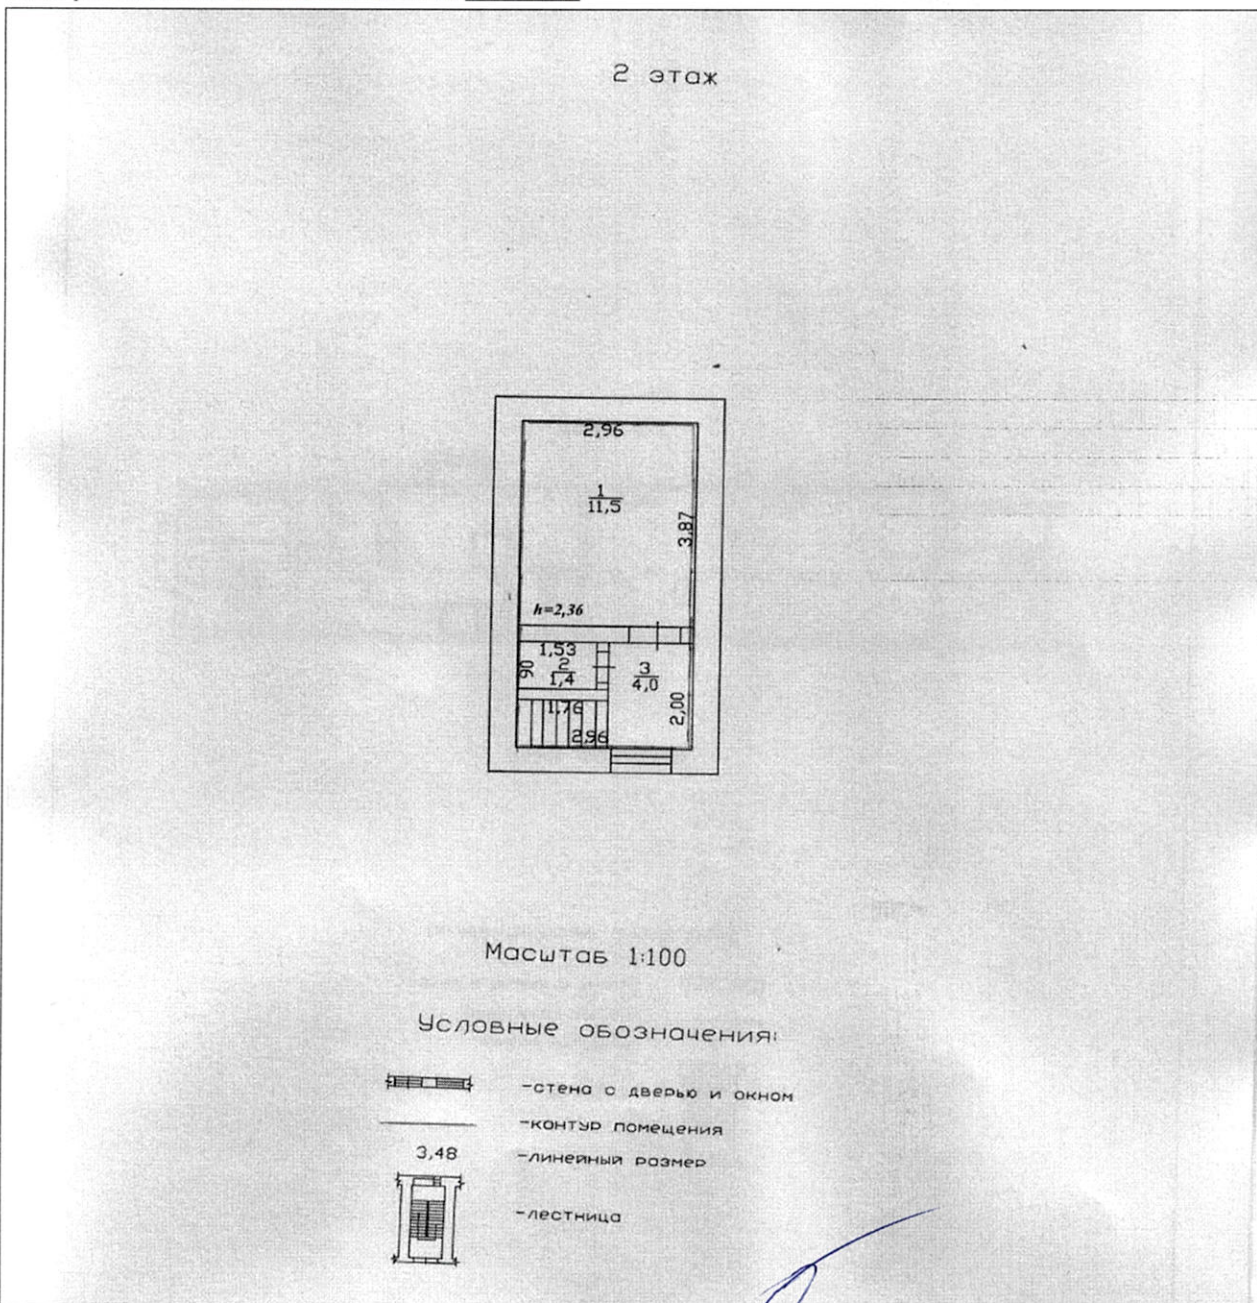 2 этаж
2,96
1
11,5
3,87
h=2,36
1,53
90
2
1,4
3
4,0
2,00
1,76
2,96
Масштаб 1:100
Условные обозначения:
-стена с дверью и окном
-контур помещения
3,48 -линейный размер
-лестница